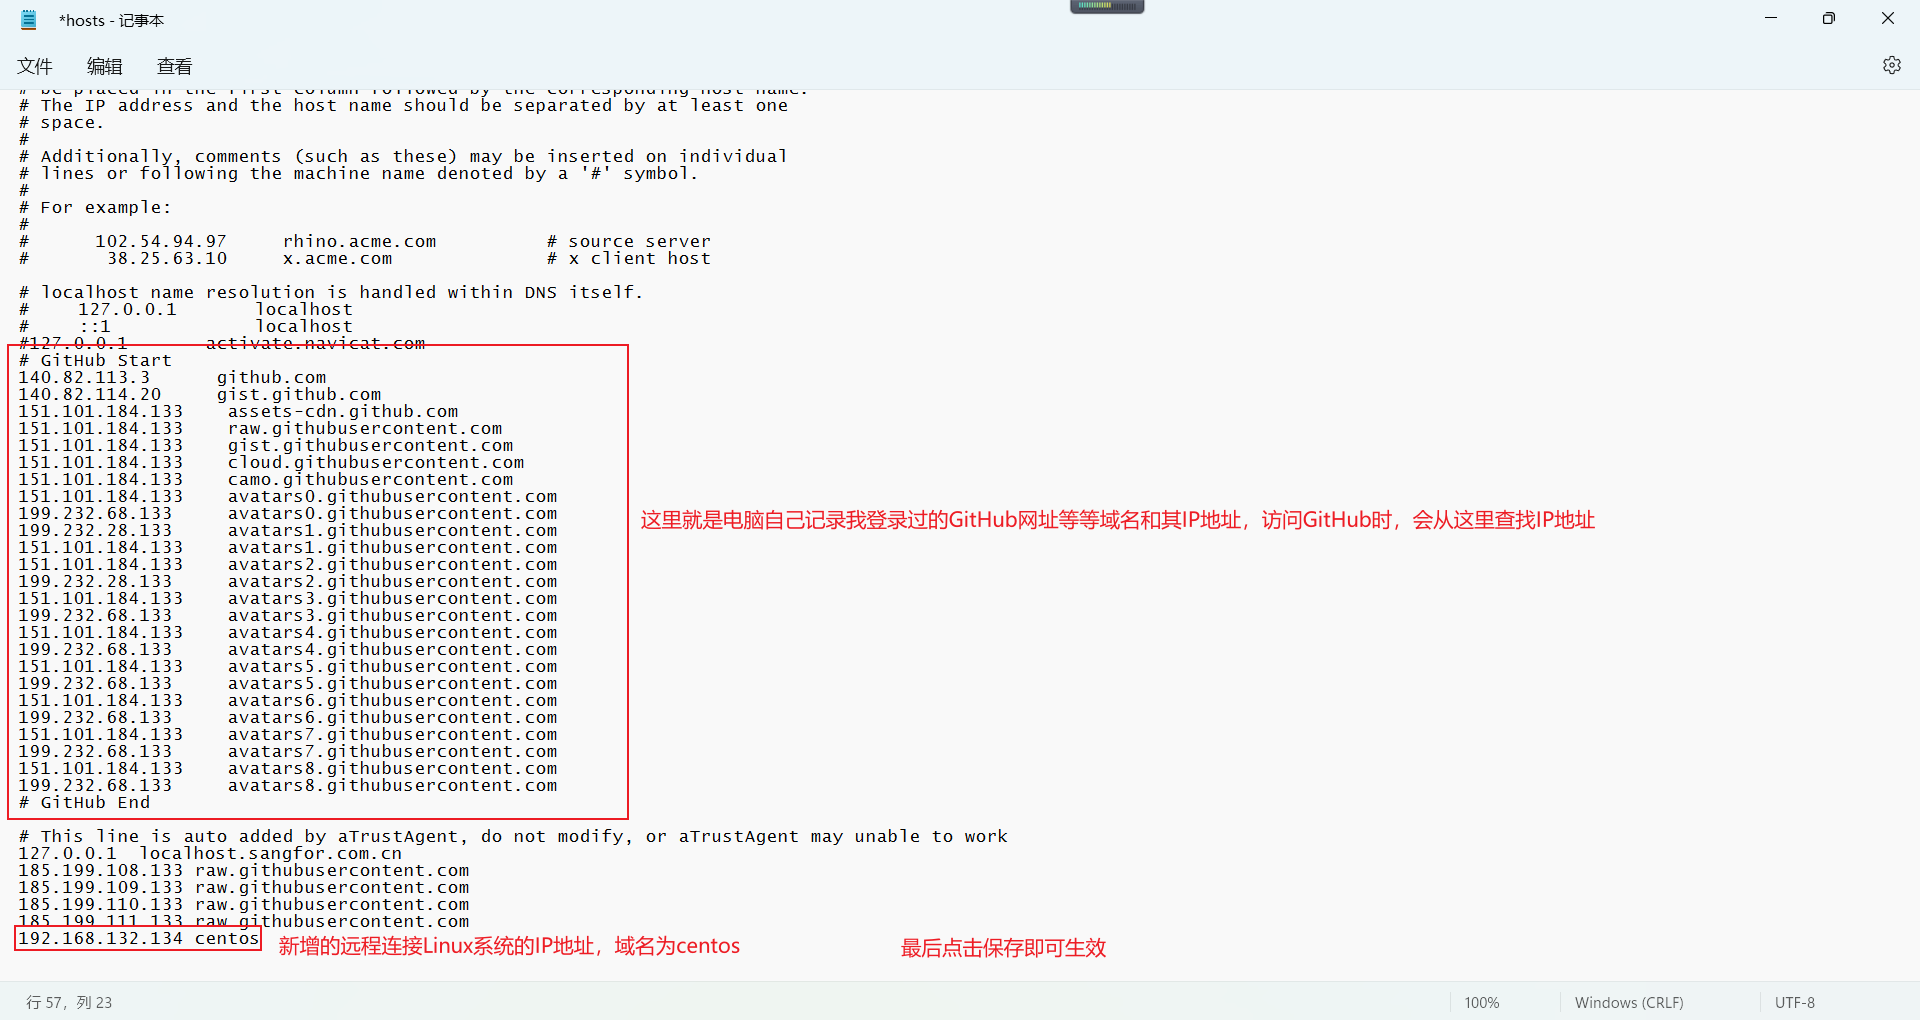 *hosts - 记事本
文件 编辑 查看
# be placed in the first column followed by the corresponding host name.
# The IP address and the host name should be separated by at least one
# space.
#
# Additionally, comments (such as these) may be inserted on individual
# lines or following the machine name denoted by a '#' symbol.
#
# For example:
#
#      102.54.94.97     rhino.acme.com          # source server
#       38.25.63.10     x.acme.com              # x client host
# localhost name resolution is handled within DNS itself.
#     127.0.0.1       localhost
#     ::1             localhost
#127.0.0.1       activate.navicat.com
# GitHub Start
140.82.113.3      github.com
140.82.114.20     gist.github.com
151.101.184.133    assets-cdn.github.com
151.101.184.133    raw.githubusercontent.com
151.101.184.133    gist.githubusercontent.com
151.101.184.133    cloud.githubusercontent.com
151.101.184.133    camo.githubusercontent.com
151.101.184.133    avatars0.githubusercontent.com
199.232.68.133     avatars0.githubusercontent.com
199.232.28.133     avatars1.githubusercontent.com
151.101.184.133    avatars1.githubusercontent.com
151.101.184.133    avatars2.githubusercontent.com
199.232.28.133     avatars2.githubusercontent.com
151.101.184.133    avatars3.githubusercontent.com
199.232.68.133     avatars3.githubusercontent.com
151.101.184.133    avatars4.githubusercontent.com
199.232.68.133     avatars4.githubusercontent.com
151.101.184.133    avatars5.githubusercontent.com
199.232.68.133     avatars5.githubusercontent.com
151.101.184.133    avatars6.githubusercontent.com
199.232.68.133     avatars6.githubusercontent.com
151.101.184.133    avatars7.githubusercontent.com
199.232.68.133     avatars7.githubusercontent.com
151.101.184.133    avatars8.githubusercontent.com
199.232.68.133     avatars8.githubusercontent.com
# GitHub End
这里就是电脑自己记录我登录过的GitHub网址等等域名和其IP地址，访问GitHub时，会从这里查找IP地址
# This line is auto added by aTrustAgent, do not modify, or aTrustAgent may unable to work
127.0.0.1  localhost.sangfor.com.cn
185.199.108.133 raw.githubusercontent.com
185.199.109.133 raw.githubusercontent.com
185.199.110.133 raw.githubusercontent.com
185.199.111.133 raw.githubusercontent.com
192.168.132.134 centos
新增的远程连接Linux系统的IP地址，域名为centos
最后点击保存即可生效
行 57，列 23
100%
Windows (CRLF)
UTF-8